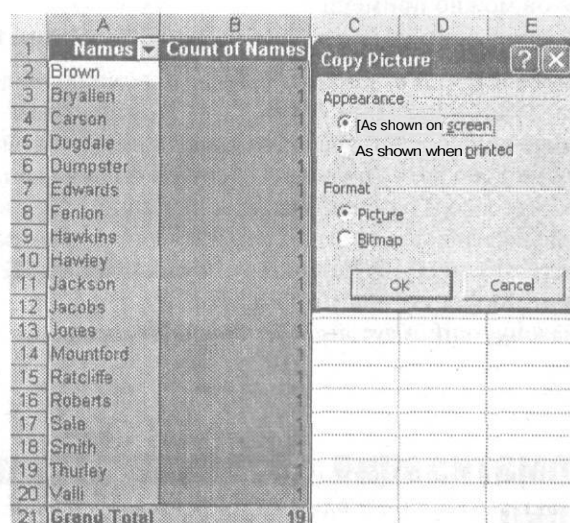 A B C D E
1 Names Count of Names
2 Brown 1
3 Bryallen 1
4 Carson 1
5 Dugdale 1
6 Dumpster 1
7 Edwards 1
8 Fenlon 1
9 Hawkins 1
10 Hawley 1
11 Jackson 1
12 Jacobs 1
13 Jones 1
14 Mountford 1
15 Ratcliffe 1
16 Roberts 1
17 Sale 1
18 Smith 1
19 Thurley 1
20 Valli 1
21 Grand Total 19
Copy Picture ? X
Appearance
[As shown on screen]
As shown when printed
Format
Picture
Bitmap
OK Cancel